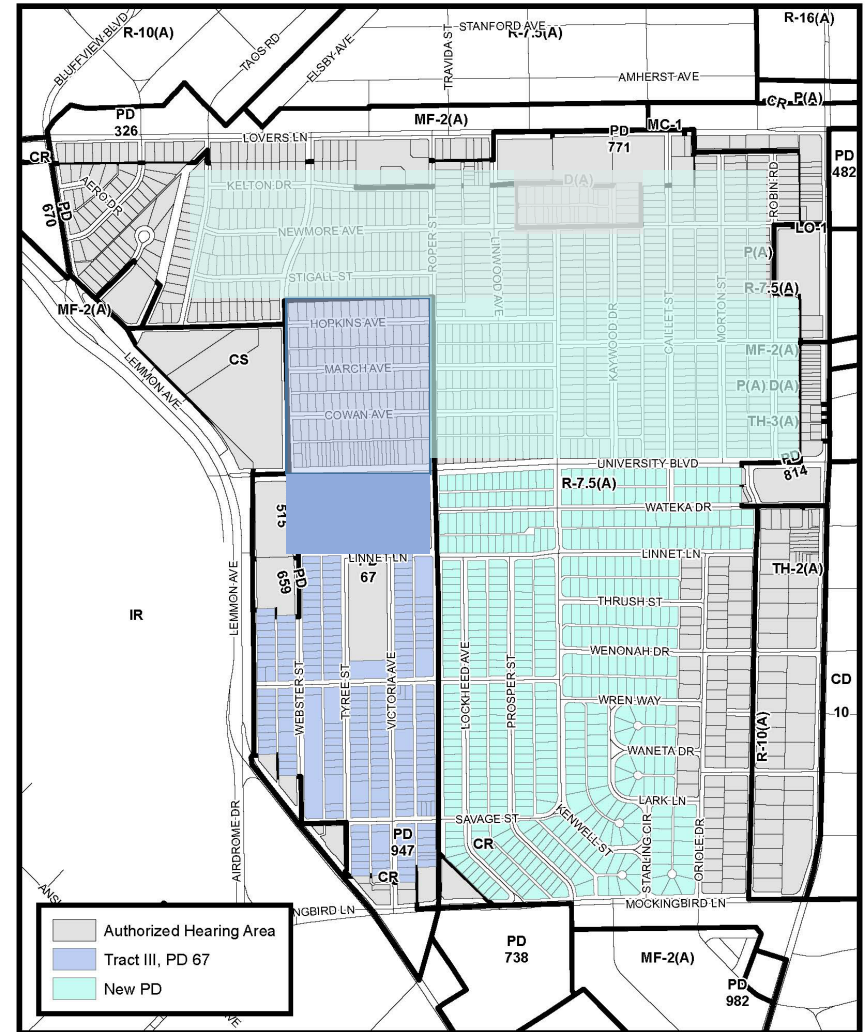 R-10(A)
BLUFFVIEW BLVD
TAOS RD
ELSBY AVE
TRAVIDA ST
STANFORD AVE
R-7.5(A)
R-16(A)
AMHERST AVE
CR
P(A)
PD
326
MF-2(A)
MC-1
LOVERS LN
PD
771
PD
482
CR
AERO DR
PD
670
KELTON DR
D(A)
ROBIN RD
NEWMORE AVE
ROPER ST
LINWOOD AVE
LO-1
STIGALL ST
P(A)
R-7.5(A)
MF-2(A)
HOPKINS AVE
KAYWOOD DR
CAILLET ST
MORTON ST
LEMMON AVE
CS
MARCH AVE
MF-2(A)
P(A) D(A)
COWAN AVE
TH-3(A)
UNIVERSITY BLVD
PD
814
R-7.5(A)
515
WATEKA DR
LINNET LN
LINNET LN
PD
67
PD
659
TH-2(A)
LEMMON AVE
THRUSH ST
IR
WEBSTER ST
TYREE ST
VICTORIA AVE
LOCKHEED AVE
PROSPER ST
WENONAH DR
CD
10
WREN WAY
R-10(A)
WANETA DR
LARK LN
AIRDROME DR
SAVAGE ST
KENWELL ST
STARLING CIR
ORIOLE DR
PD
947
CR
CR
NGBIRD LN
MOCKINGBIRD LN
PD
738
MF-2(A)
PD
982
Authorized Hearing Area
Tract III, PD 67
New PD